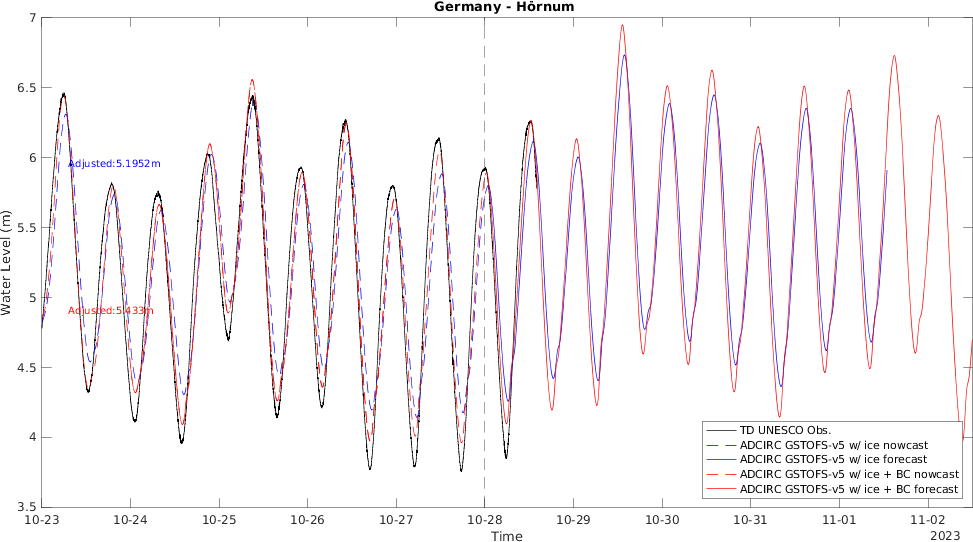 Germany - Hörnum
7
6.5
6
5.5
5
4.5
4
3.5
Water Level (m)
Adjusted:5.1952m
Adjusted:5.433m
TD UNESCO Obs.
ADCIRC GSTOFS-v5 w/ ice nowcast
ADCIRC GSTOFS-v5 w/ ice forecast
ADCIRC GSTOFS-v5 w/ ice + BC nowcast
ADCIRC GSTOFS-v5 w/ ice + BC forecast
10-23 10-24 10-25 10-26 10-27 10-28 10-29 10-30 10-31 11-01 11-02
Time
2023